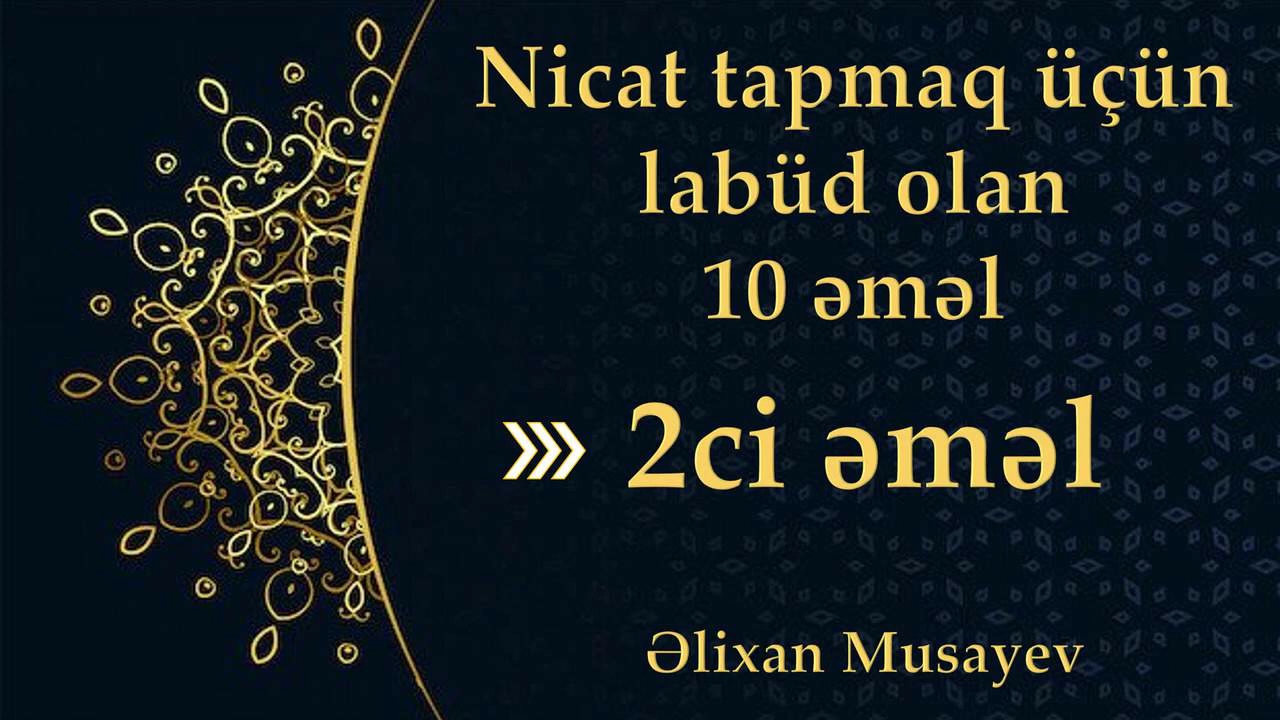 Nicat tapmaq üçün
labüd olan
10 əməl
2ci əməl
Əlixan Musayev